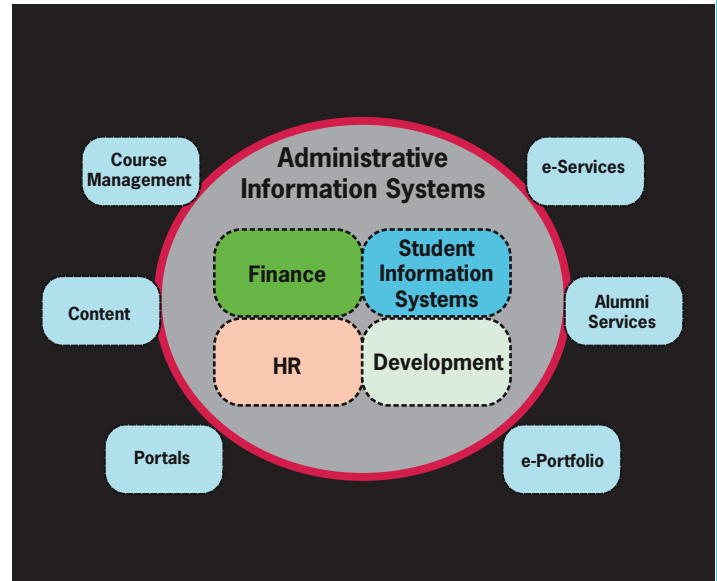 Administrative
Information Systems
Course
Management
e-Services
Finance
Student
Information
Systems
Content
Alumni
Services
HR
Development
Portals
e-Portfolio